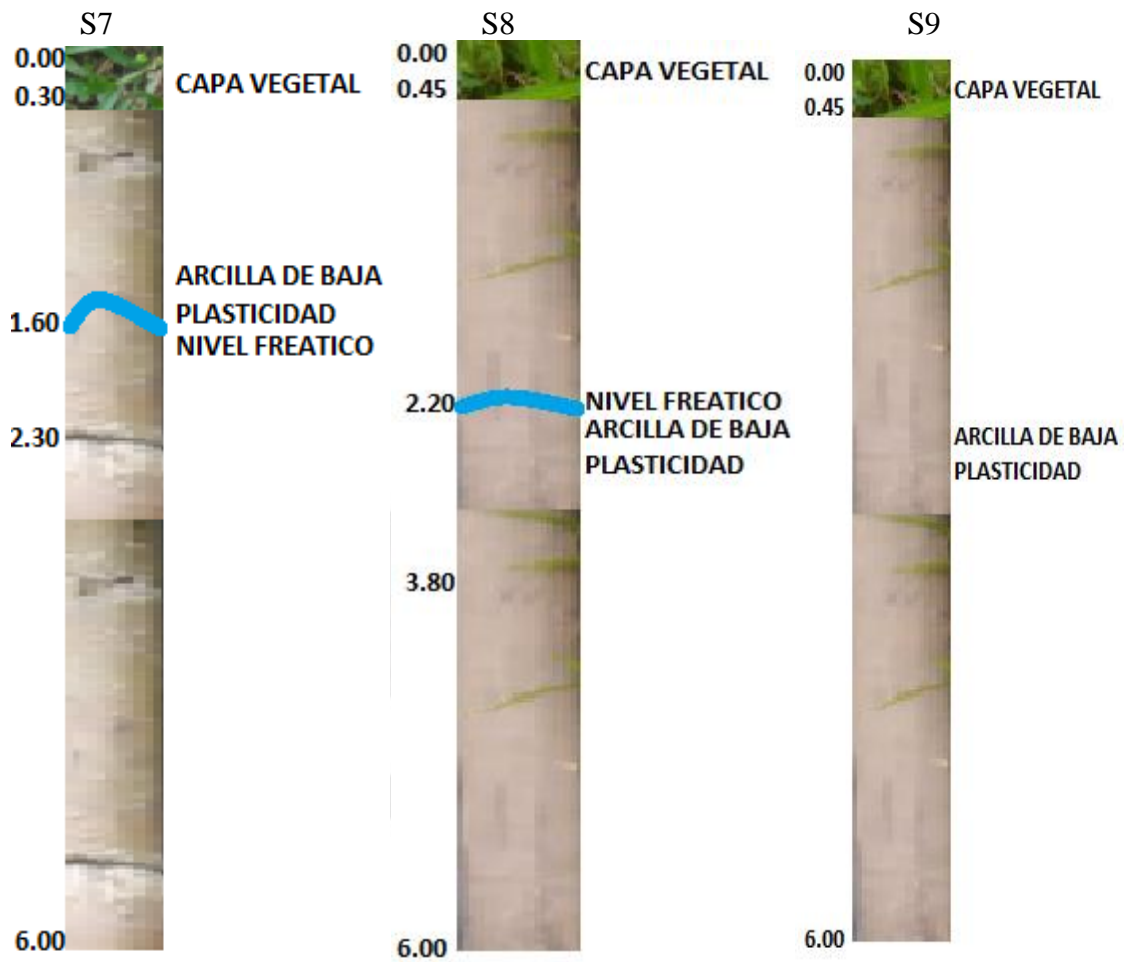 S7
0.00
0.30
CAPA VEGETAL
ARCILLA DE BAJA
PLASTICIDAD
1.60
NIVEL FREATICO
2.30
6.00
S8
0.00
0.45
CAPA VEGETAL
2.20
NIVEL FREATICO
ARCILLA DE BAJA
PLASTICIDAD
3.80
6.00
S9
0.00
0.45
CAPA VEGETAL
ARCILLA DE BAJA
PLASTICIDAD
6.00